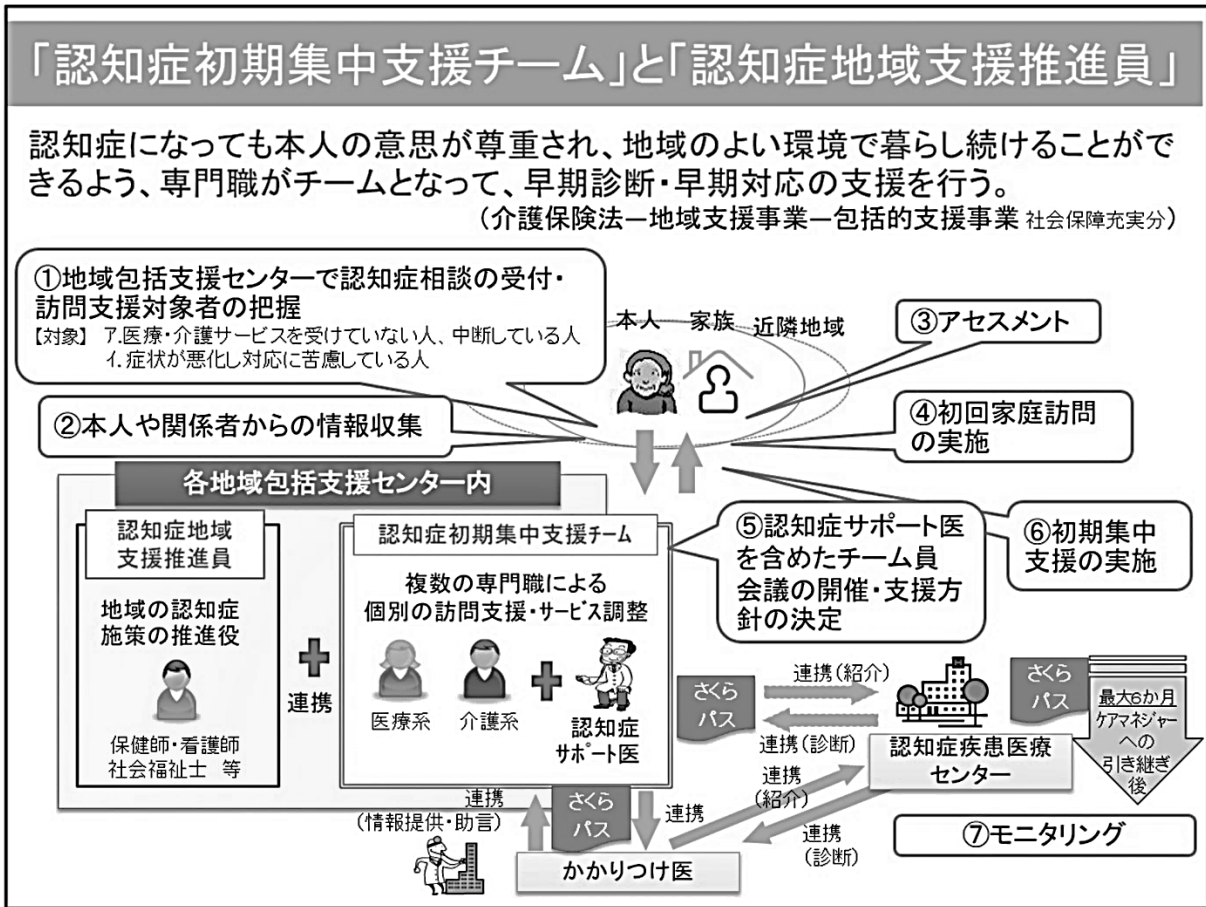 「認知症初期集中支援チーム」と「認知症地域支援推進員」
認知症になっても本人の意思が尊重され、地域のよい環境で暮らし続けることがで
きるよう、専門職がチームとなって、早期診断・早期対応の支援を行う。
(介護保険法－地域支援事業－包括的支援事業 社会保障充実分)
①地域包括支援センターで認知症相談の受付・
訪問支援対象者の把握
【対象】 ア.医療・介護サービスを受けていない人、中断している人
イ.症状が悪化し対応に苦慮している人
本人 家族 近隣地域
③アセスメント
②本人や関係者からの情報収集
④初回家庭訪問
の実施
各地域包括支援センター内
認知症地域
支援推進員
地域の認知症
施策の推進役
保健師・看護師
社会福祉士 等
連携
認知症初期集中支援チーム
複数の専門職による
個別の訪問支援・サービス調整
医療系
介護系
認知症
サポート医
⑤認知症サポート医
を含めたチーム員
会議の開催・支援方
針の決定
⑥初期集中
支援の実施
さくら
パス
連携(紹介)
連携(診断)
認知症疾患医療
センター
さくら
パス
最大6か月
ケアマネジャー
への
引き継ぎ
後
連携
(情報提供・助言)
さくら
パス
連携
連携
(紹介)
連携
(診断)
かかりつけ医
⑦モニタリング